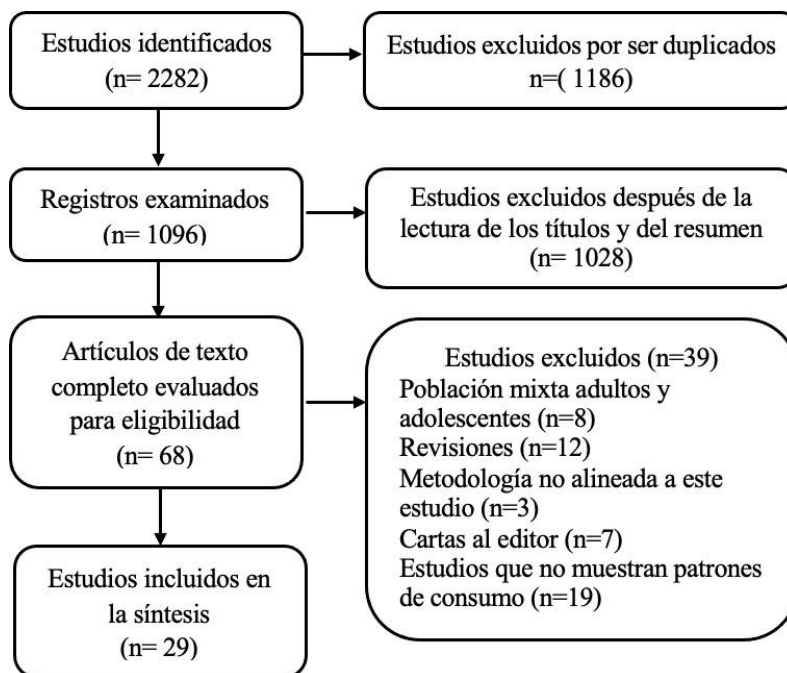 Estudios identificados
(n= 2282)
Estudios excluidos por ser duplicados
n=( 1186)
Registros examinados
(n= 1096)
Estudios excluidos después de la
lectura de los títulos y del resumen
(n= 1028)
Artículos de texto
completo evaluados
para eligibilidad
(n= 68)
Estudios excluidos (n=39)
Población mixta adultos y
adolescentes (n=8)
Revisiones (n=12)
Metodología no alineada a este
estudio (n=3)
Cartas al editor (n=7)
Estudios que no muestran patrones
de consumo (n=19)
Estudios incluidos en
la síntesis
(n= 29)